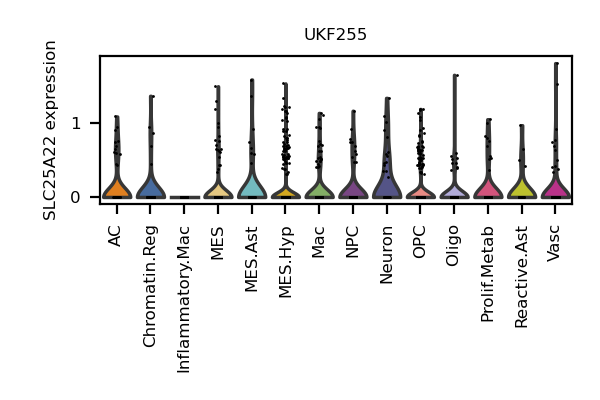 UKF255
SLC25A22 expression
1
0
AC
Chromatin.Reg
Inflammatory.Mac
MES
MES.Ast
MES.Hyp
Mac
NPC
Neuron
OPC
Oligo
Prolif.Metab
Reactive.Ast
Vasc